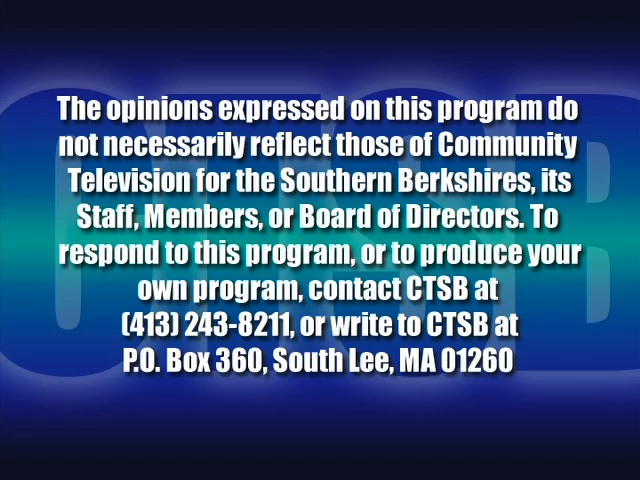 The opinions expressed on this program do
not necessarily reflect those of Community
Television for the Southern Berkshires, its
Staff, Members, or Board of Directors. To
respond to this program, or to produce your
own program, contact CTSB at
(413) 243-8211, or write to CTSB at
P.O. Box 360, South Lee, MA 01260
CTSB